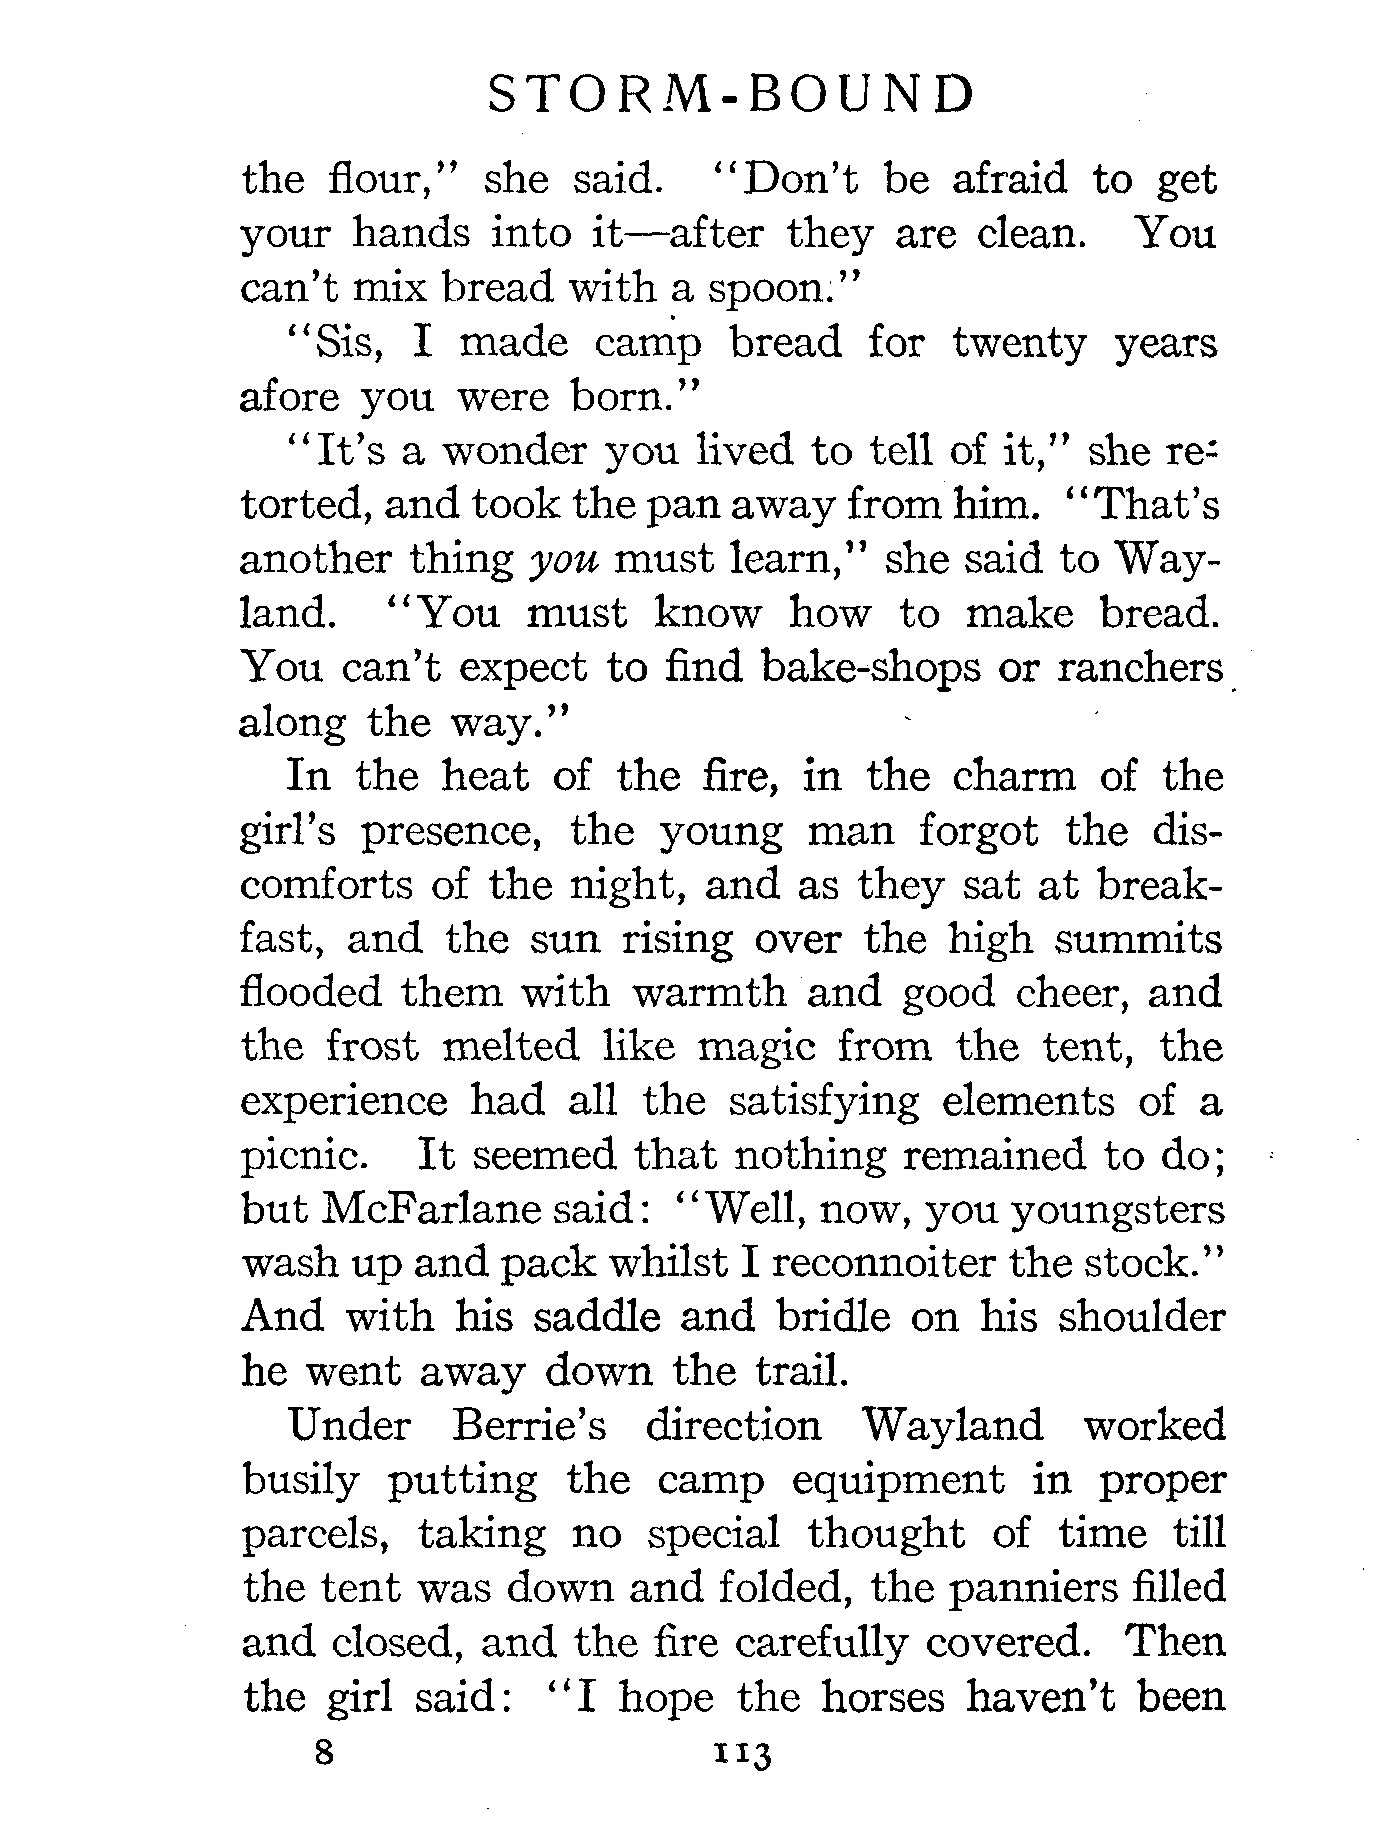 STORM-BOUND
the flour," she said. "Don't be afraid to get
your hands into it—after they are clean. You
can't mix bread with a spoon."
"Sis, I made camp bread for twenty years
afore you were born."
"It's a wonder you lived to tell of it," she re-
torted, and took the pan away from him. "That's
another thing you must learn," she said to Way-
land. "You must know how to make bread.
You can't expect to find bake-shops or ranchers
along the way."
In the heat of the fire, in the charm of the
girl's presence, the young man forgot the dis-
comforts of the night, and as they sat at break-
fast, and the sun rising over the high summits
flooded them with warmth and good cheer, and
the frost melted like magic from the tent, the
experience had all the satisfying elements of a
picnic. It seemed that nothing remained to do;
but McFarlane said: "Well, now, you youngsters
wash up and pack whilst I reconnoiter the stock."
And with his saddle and bridle on his shoulder
he went away down the trail.
Under Berrie's direction Wayland worked
busily putting the camp equipment in proper
parcels, taking no special thought of time till
the tent was down and folded, the panniers filled
and closed, and the fire carefully covered. Then
the girl said: "I hope the horses haven't been
8 113